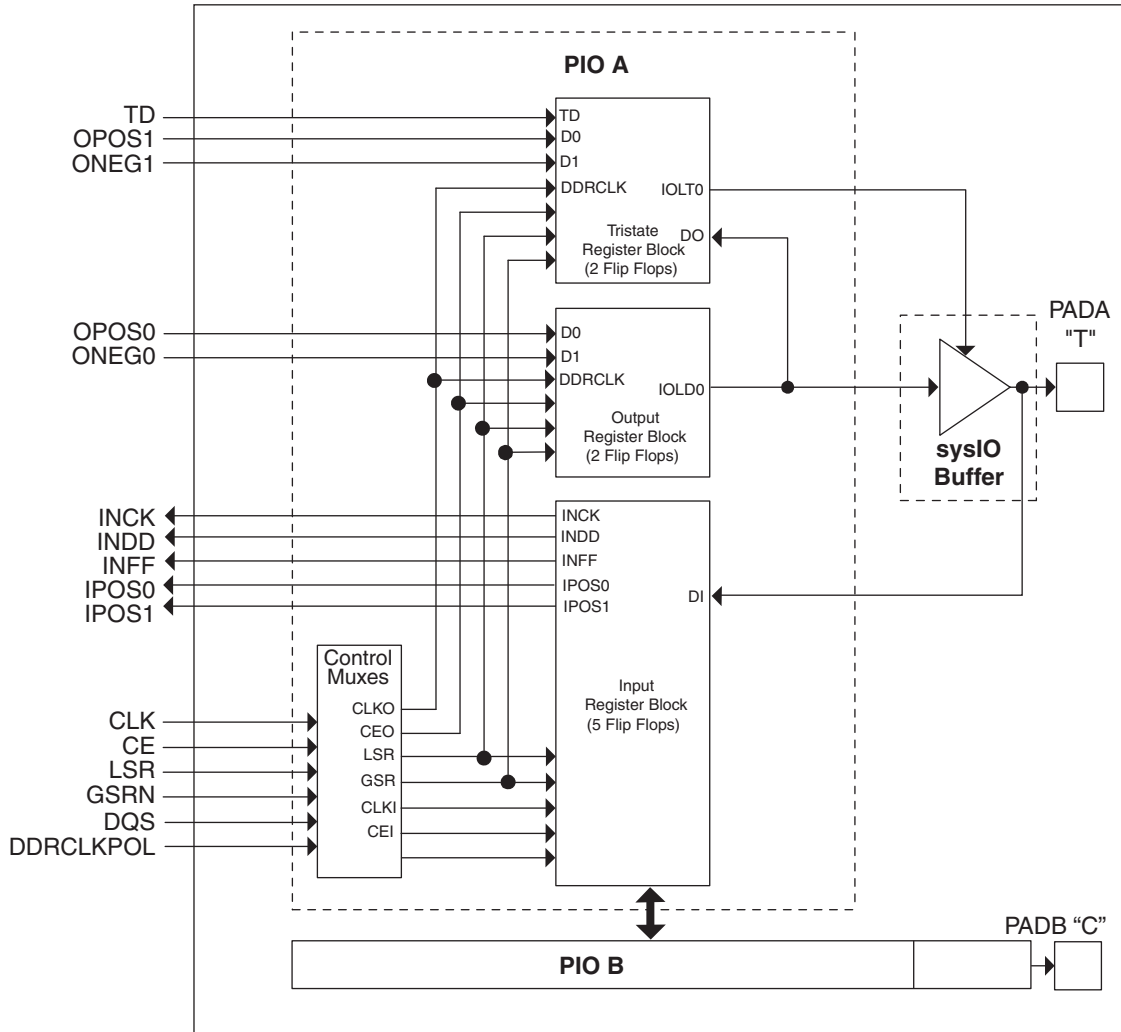 PIO A
TD
OPOS1
ONEG1
TD
D0
D1
DDRCLK
IOLT0
DO
Tristate
Register Block
(2 Flip Flops)
OPOS0
ONEG0
D0
D1
DDRCLK
IOLD0
Output
Register Block
(2 Flip Flops)
PADA
"T"
sysIO
Buffer
INCK
INDD
INFF
IPOS0
IPOS1
INCK
INDD
INFF
IPOS0
IPOS1
DI
Input
Register Block
(5 Flip Flops)
Control
Muxes
CLKO
CEO
LSR
GSR
CLKI
CEI
CLK
CE
LSR
GSRN
DQS
DDRCLKPOL
PADB “C”
PIO B